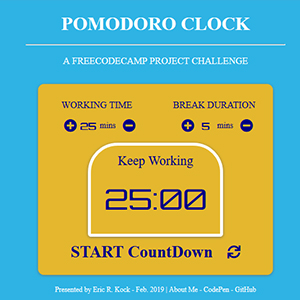 POMODORO CLOCK
A FREECODECAMP PROJECT CHALLENGE
WORKING TIME BREAK DURATION
+ 25 mins − + 5 mins −
Keep Working
25:00
START CountDown
Presented by Eric R. Kock - Feb. 2019 | About Me - CodePen - GitHub